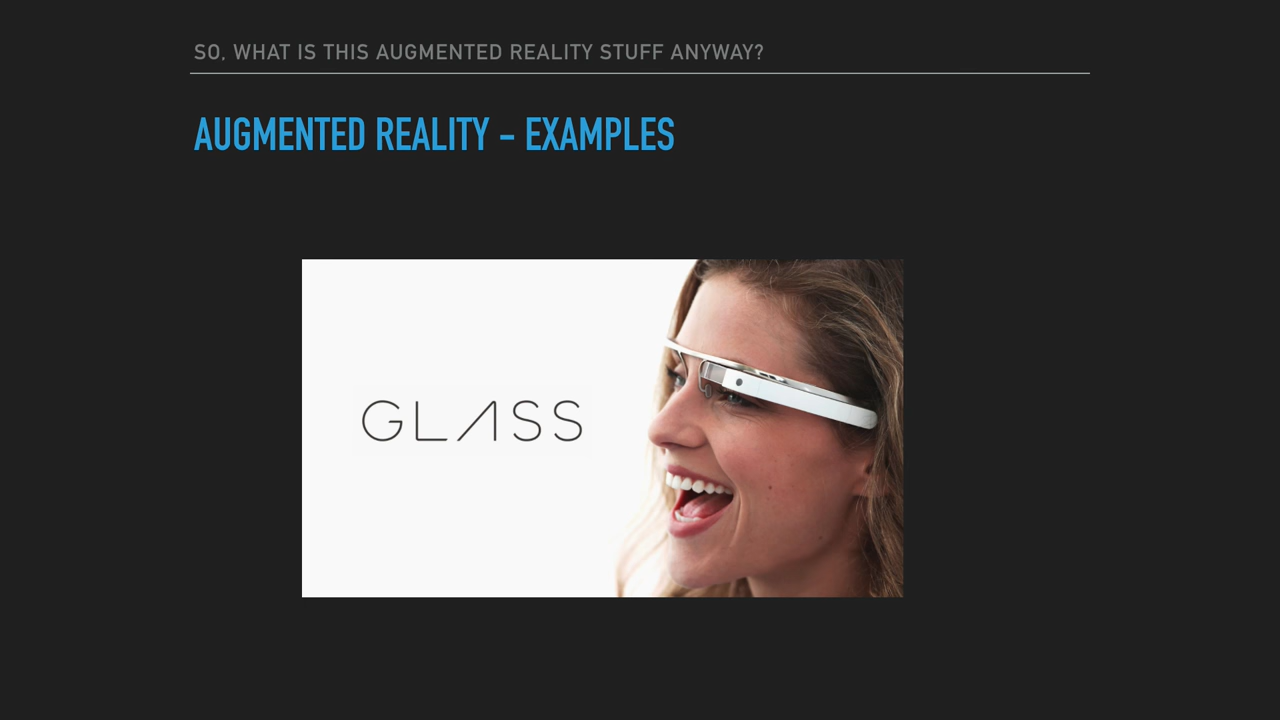 SO, WHAT IS THIS AUGMENTED REALITY STUFF ANYWAY?
AUGMENTED REALITY - EXAMPLES
GLASS